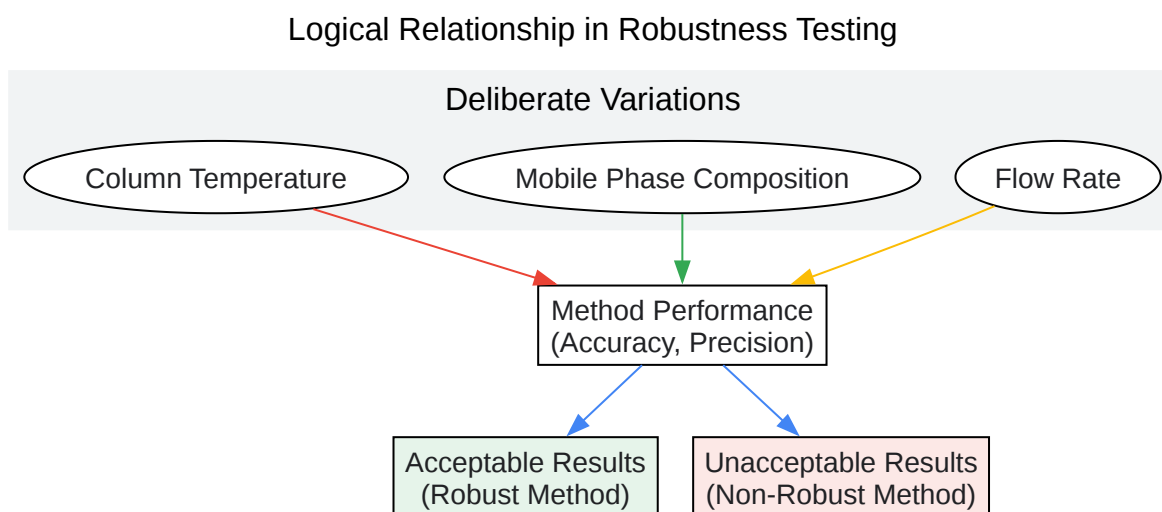 Logical Relationship in Robustness Testing
Deliberate Variations
Column Temperature
Mobile Phase Composition
Flow Rate
Method Performance
(Accuracy, Precision)
Acceptable Results
(Robust Method)
Unacceptable Results
(Non-Robust Method)